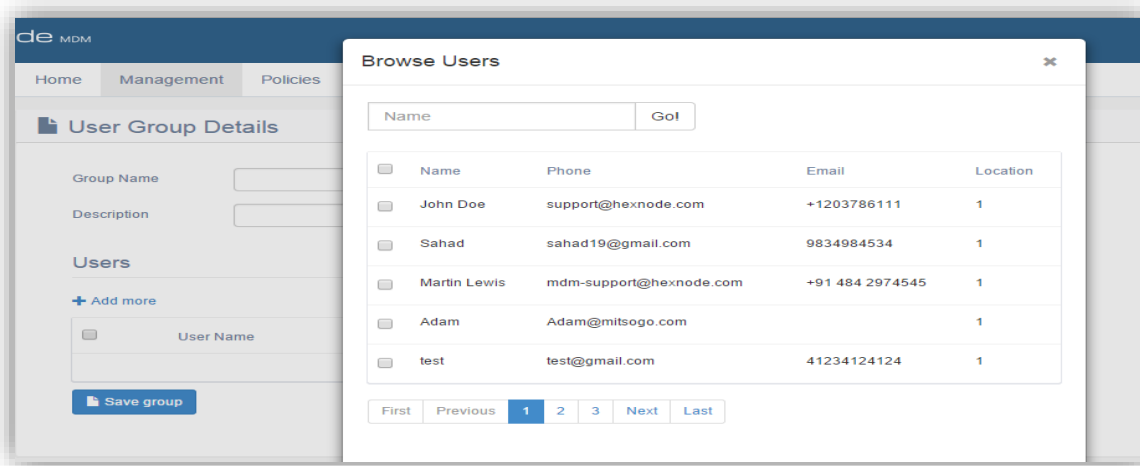 de MDM
Home Management Policies
User Group Details
Group Name
Description
Users
+ Add more
User Name
Save group
Browse Users ×
Name Go!
Name Phone Email Location
John Doe support@hexnode.com +1203786111 1
Sahad sahad19@gmail.com 9834984534 1
Martin Lewis mdm-support@hexnode.com +91 484 2974545 1
Adam Adam@mitsogo.com 1
test test@gmail.com 41234124124 1
First Previous 1 2 3 Next Last